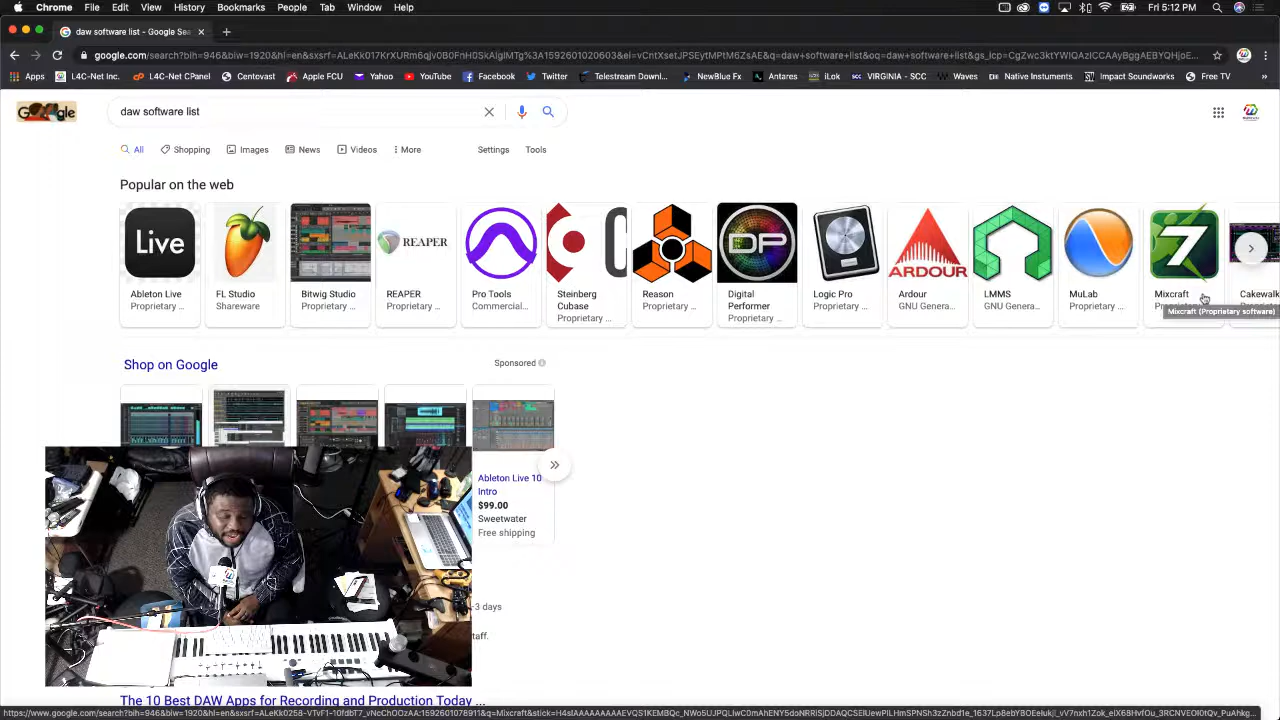 Chrome File Edit View History Bookmarks People Tab Window Help
Fri 5:12 PM
daw software list - Google Sea
Apps L4C-Net Inc. L4C-Net CPanel Centovast Apple FCU Yahoo YouTube Facebook Twitter Telestream Downl... NewBlue Fx Antares iLok VIRGINIA - SCC Waves Native Instuments Impact Soundworks Free TV
daw software list
All Shopping Images News Videos More Settings Tools
Popular on the web
Live
REAPER
DP
ARDOUR
7
Ableton Live
Proprietary ...
FL Studio
Shareware
Bitwig Studio
Proprietary ...
REAPER
Proprietary ...
Pro Tools
Proprietary ...
Steinberg
Cubase
Proprietary ...
Reason
Proprietary ...
Digital
Performer
Proprietary ...
Logic Pro
Proprietary ...
Ardour
GNU Genera...
LMMS
GNU Genera...
MuLab
Proprietary ...
Mixcraft
Cakewalk
Mixcraft (Proprietary software)
Shop on Google
Sponsored
Ableton Live 10
Intro
$99.00
Sweetwater
Free shipping
-3 days
taff.
The 10 Best DAW Apps for Recording and Production Today ...